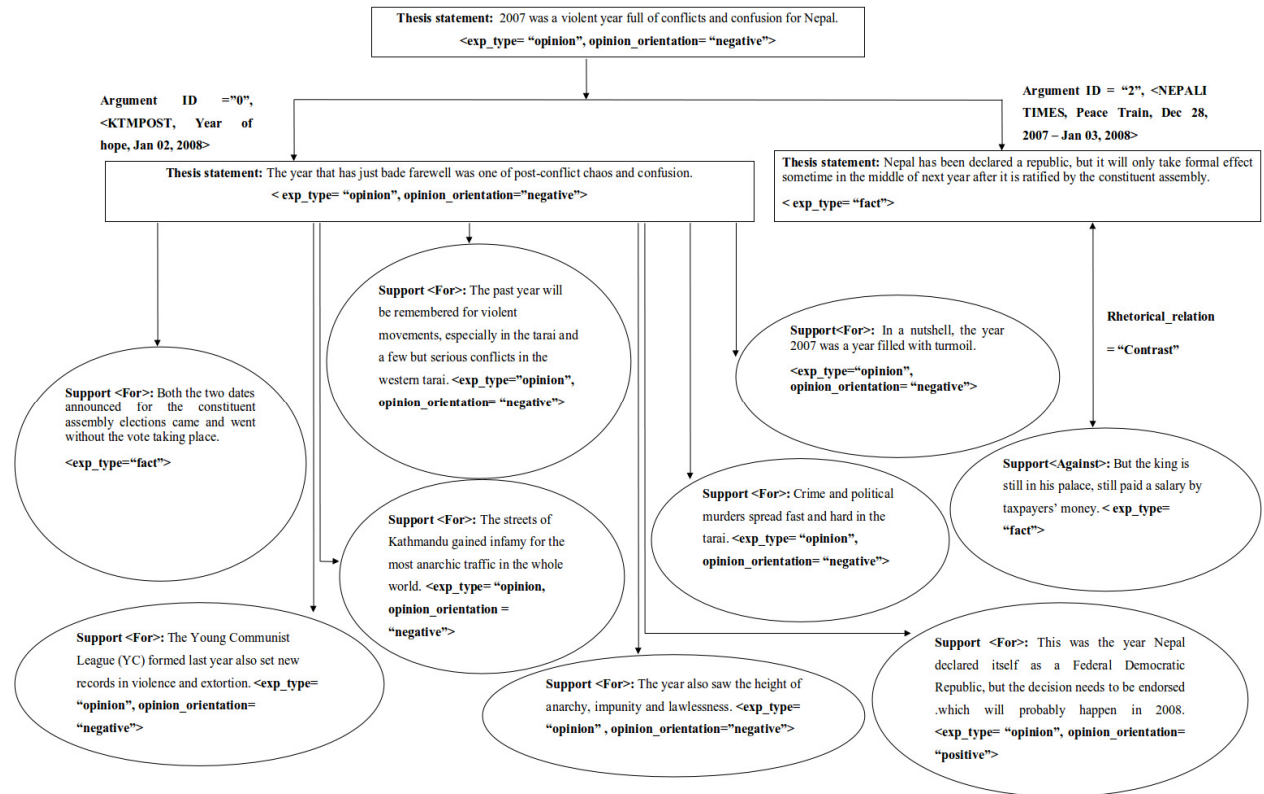 Thesis statement: 2007 was a violent year full of conflicts and confusion for Nepal.
<exp_type= “opinion”, opinion_orientation= “negative”>
Argument ID =”0”,
<KTMPOST, Year of
hope, Jan 02, 2008>
Argument ID = “2”, <NEPALI
TIMES, Peace Train, Dec 28,
2007 – Jan 03, 2008>
Thesis statement: The year that has just bade farewell was one of post-conflict chaos and confusion.
< exp_type= “opinion”, opinion_orientation=”negative”>
Thesis statement: Nepal has been declared a republic, but it will only take formal effect
sometime in the middle of next year after it is ratified by the constituent assembly.
< exp_type= “fact”>
Support <For>: The past year will
be remembered for violent
movements, especially in the tarai and
a few but serious conflicts in the
western tarai. <exp_type=”opinion”,
opinion_orientation= “negative”>
Support<For>: In a nutshell, the year
2007 was a year filled with turmoil.
<exp_type=“opinion”,
opinion_orientation= “negative”>
Rhetorical_relation
= “Contrast”
Support <For>: Both the two dates
announced for the constituent
assembly elections came and went
without the vote taking place.
<exp_type=“fact”>
Support<Against>: But the king is
still in his palace, still paid a salary by
taxpayers’ money. < exp_type=
“fact”>
Support <For>: Crime and political
murders spread fast and hard in the
tarai. <exp_type= “opinion”,
opinion_orientation= “negative”>
Support <For>: The streets of
Kathmandu gained infamy for the
most anarchic traffic in the whole
world. <exp_type= “opinion,
opinion_orientation =
“negative”>
Support <For>: The Young Communist
League (YC) formed last year also set new
records in violence and extortion. <exp_type=
“opinion”, opinion_orientation=
“negative”>
Support <For>: The year also saw the height of
anarchy, impunity and lawlessness. <exp_type=
“opinion” , opinion_orientation=”negative”>
Support <For>: This was the year Nepal
declared itself as a Federal Democratic
Republic, but the decision needs to be endorsed
.which will probably happen in 2008.
<exp_type= “opinion”, opinion_orientation=
“positive”>